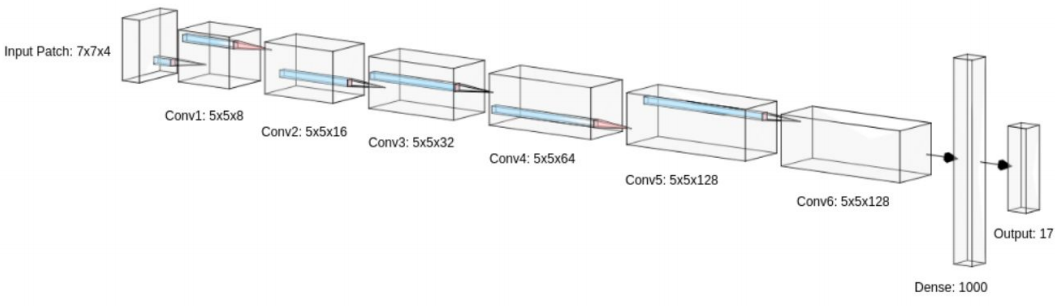 Input Patch: 7x7x4
Conv1: 5x5x8
Conv2: 5x5x16
Conv3: 5x5x32
Conv4: 5x5x64
Conv5: 5x5x128
Conv6: 5x5x128
Output: 17
Dense: 1000